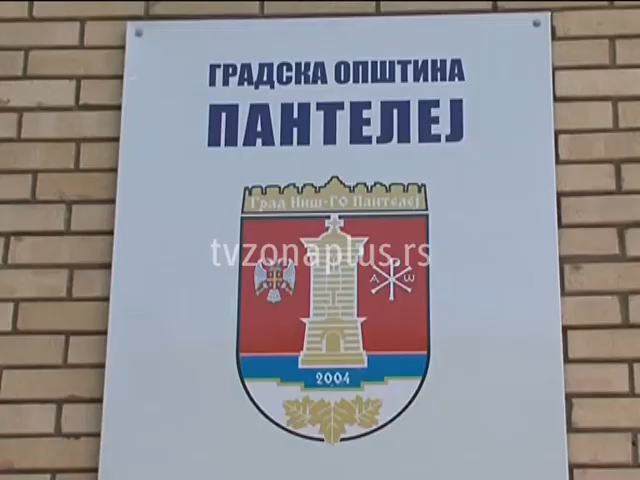 ГРАДСКА ОПШТИНА
ПАНТЕЛЕЈ
Град Ниш-ГО Пантелеј
tvzonaplus.rs
Α ω
2004